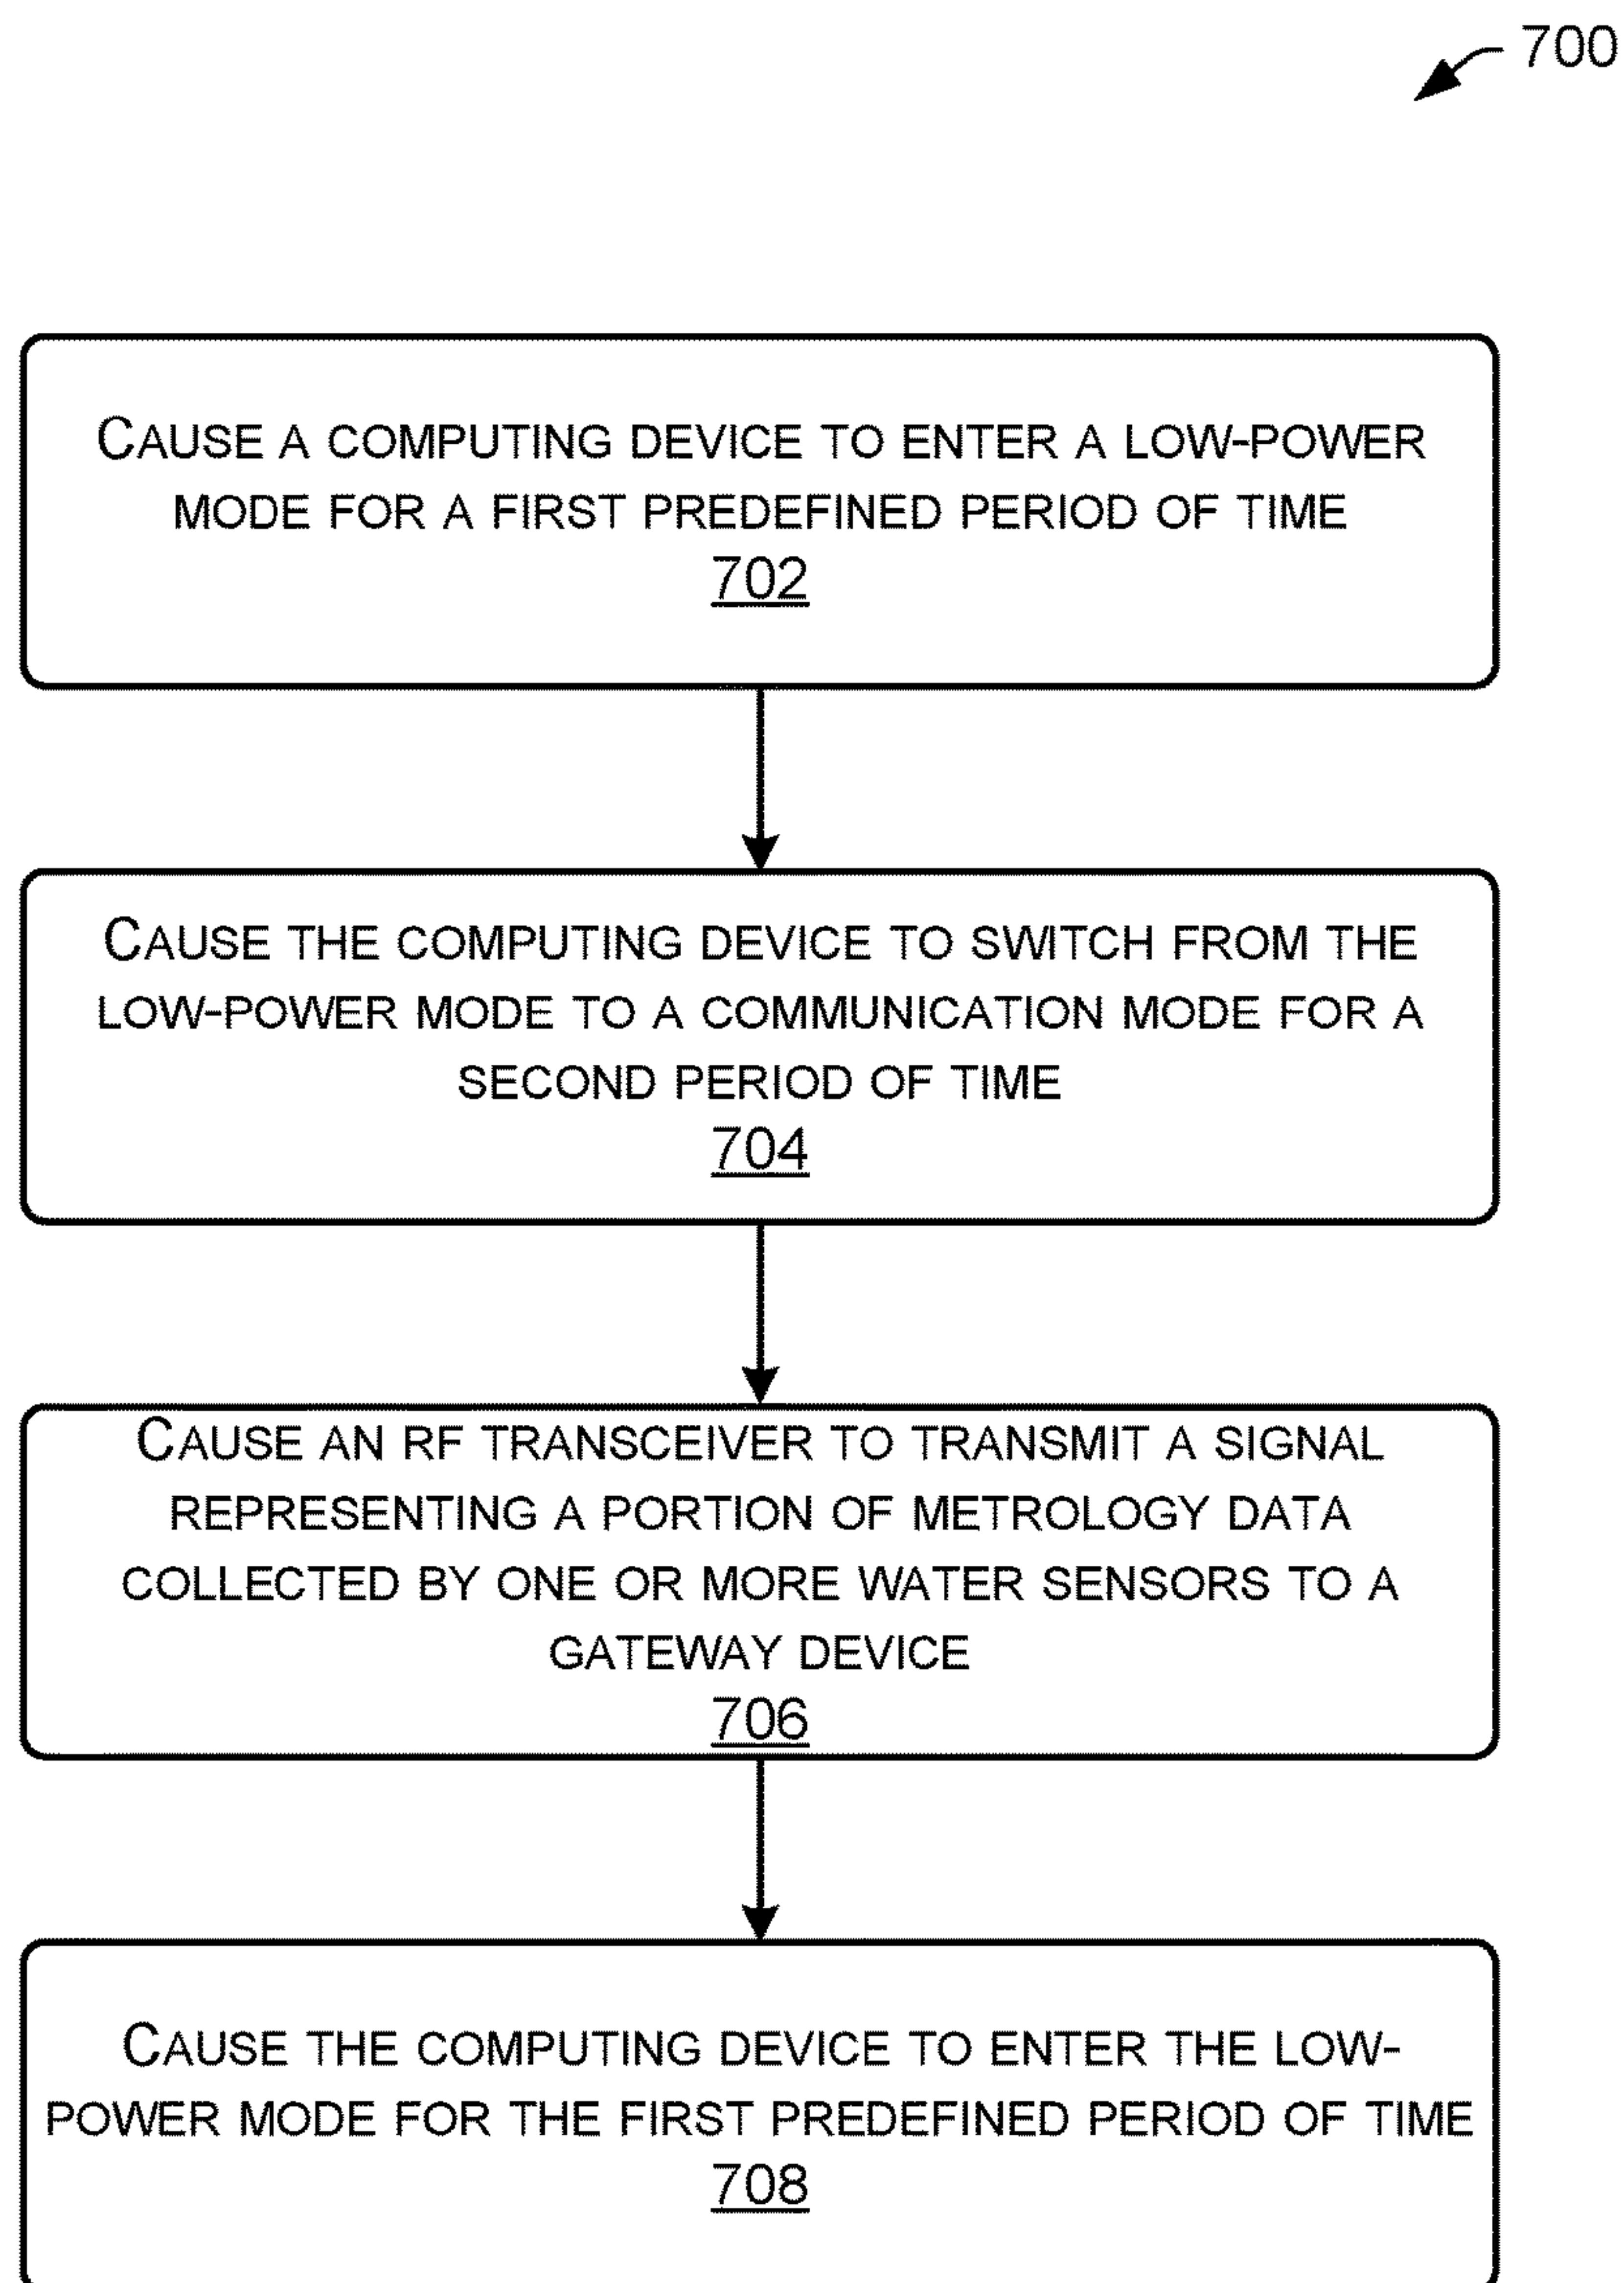 700
CAUSE A COMPUTING DEVICE TO ENTER A LOW-POWER
MODE FOR A FIRST PREDEFINED PERIOD OF TIME
702
CAUSE THE COMPUTING DEVICE TO SWITCH FROM THE
LOW-POWER MODE TO A COMMUNICATION MODE FOR A
SECOND PERIOD OF TIME
704
CAUSE AN RF TRANSCEIVER TO TRANSMIT A SIGNAL
REPRESENTING A PORTION OF METROLOGY DATA
COLLECTED BY ONE OR MORE WATER SENSORS TO A
GATEWAY DEVICE
706
CAUSE THE COMPUTING DEVICE TO ENTER THE LOW-
POWER MODE FOR THE FIRST PREDEFINED PERIOD OF TIME
708